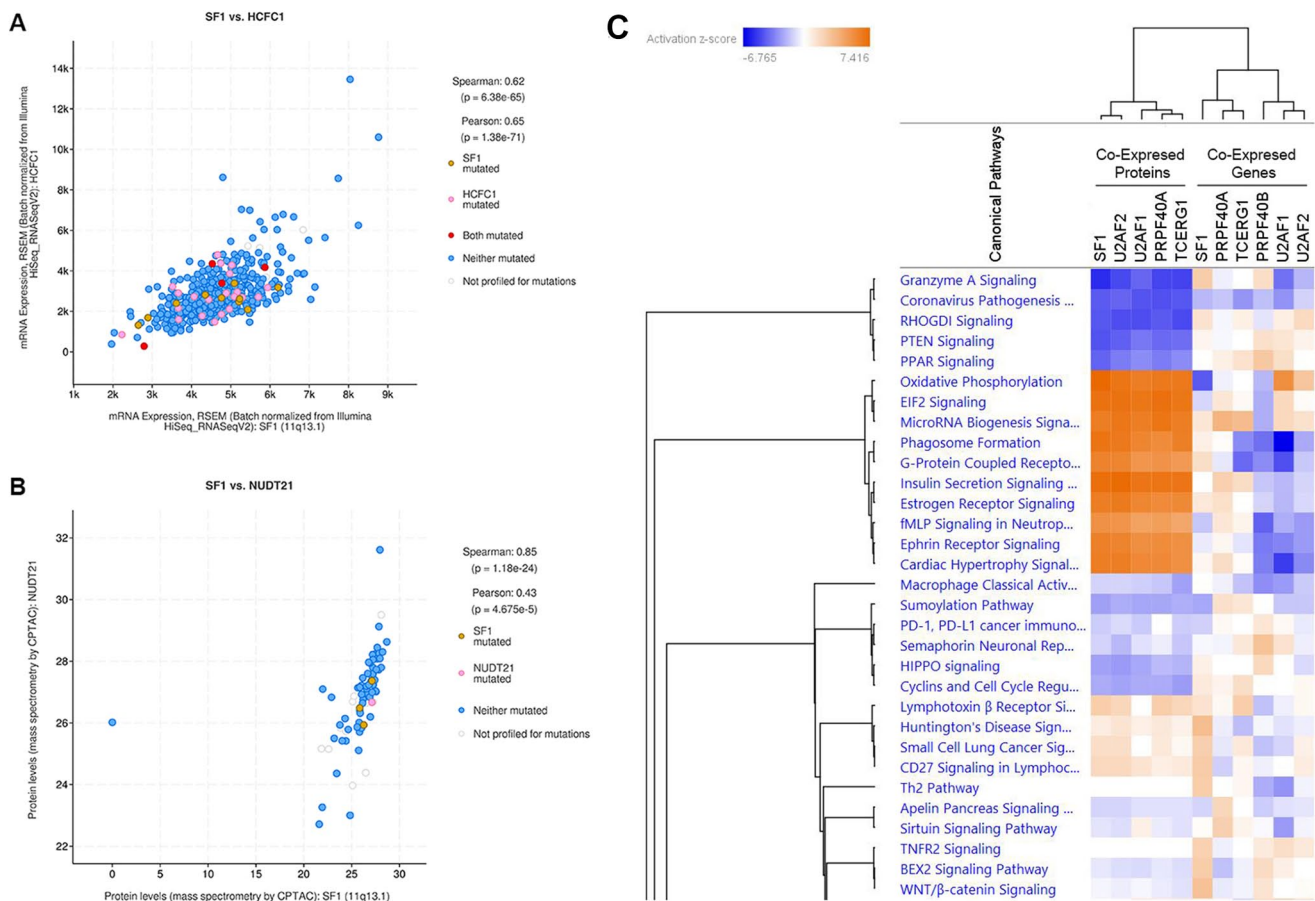 A
SF1 vs. HCFC1
mRNA Expression, RSEM (Batch normalized from Illumina
HiSeq_RNASeqV2): HCFC1
14k
12k
10k
8k
6k
4k
2k
0
1k
2k
3k
4k
5k
6k
7k
8k
9k
mRNA Expression, RSEM (Batch normalized from Illumina
HiSeq_RNASeqV2): SF1 (11q13.1)
Spearman: 0.62
(p = 6.38e-65)
Pearson: 0.65
(p = 1.38e-71)
SF1
mutated
HCFC1
mutated
Both mutated
Neither mutated
Not profiled for mutations
B
SF1 vs. NUDT21
Protein levels (mass spectrometry by CPTAC): NUDT21
32
30
28
26
24
22
0
5
10
15
20
25
30
Protein levels (mass spectrometry by CPTAC): SF1 (11q13.1)
Spearman: 0.85
(p = 1.18e-24)
Pearson: 0.43
(p = 4.675e-5)
SF1
mutated
NUDT21
mutated
Neither mutated
Not profiled for mutations
C
Activation z-score
-6.765
7.416
Canonical Pathways
Co-Expresed
Proteins
Co-Expresed
Genes
SF1
U2AF2
U2AF1
PRPF40A
TCERG1
SF1
PRPF40A
TCERG1
PRPF40B
U2AF1
U2AF2
Granzyme A Signaling
Coronavirus Pathogenesis ...
RHOGDI Signaling
PTEN Signaling
PPAR Signaling
Oxidative Phosphorylation
EIF2 Signaling
MicroRNA Biogenesis Signa...
Phagosome Formation
G-Protein Coupled Recepto...
Insulin Secretion Signaling ...
Estrogen Receptor Signaling
fMLP Signaling in Neutrop...
Ephrin Receptor Signaling
Cardiac Hypertrophy Signal...
Macrophage Classical Activ...
Sumoylation Pathway
PD-1, PD-L1 cancer immuno...
Semaphorin Neuronal Rep...
HIPPO signaling
Cyclins and Cell Cycle Regu...
Lymphotoxin β Receptor Si...
Huntington's Disease Sign...
Small Cell Lung Cancer Sig...
CD27 Signaling in Lymphoc...
Th2 Pathway
Apelin Pancreas Signaling ...
Sirtuin Signaling Pathway
TNFR2 Signaling
BEX2 Signaling Pathway
WNT/β-catenin Signaling